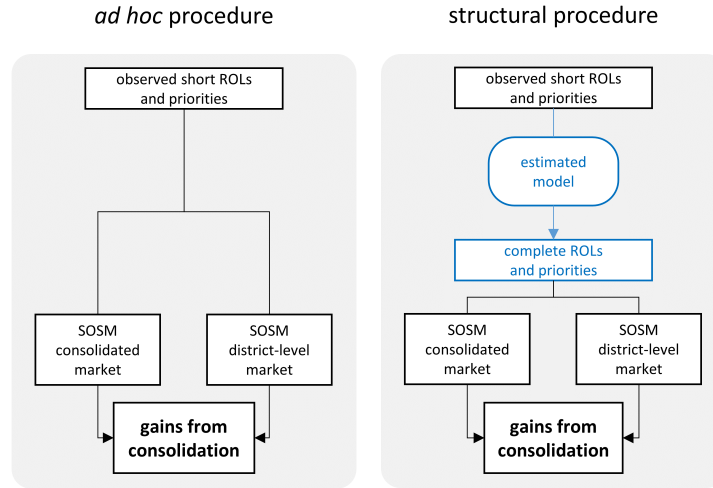 ad hoc procedure
observed short ROLs
and priorities
SOSM
consolidated
market
SOSM
district-level
market
gains from
consolidation
structural procedure
observed short ROLs
and priorities
estimated
model
complete ROLs
and priorities
SOSM
consolidated
market
SOSM
district-level
market
gains from
consolidation